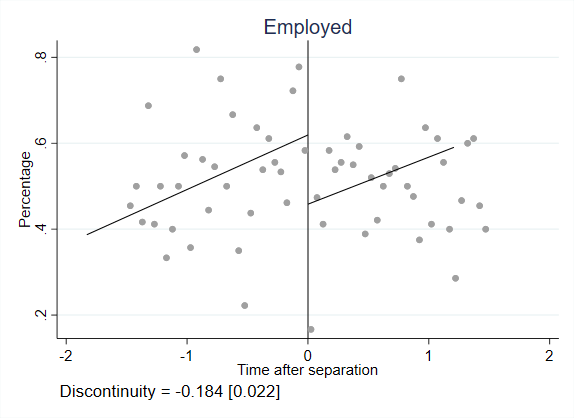 Employed
Percentage
.8
.6
.4
.2
-2 -1 0 1 2
Time after separation
Discontinuity = -0.184 [0.022]